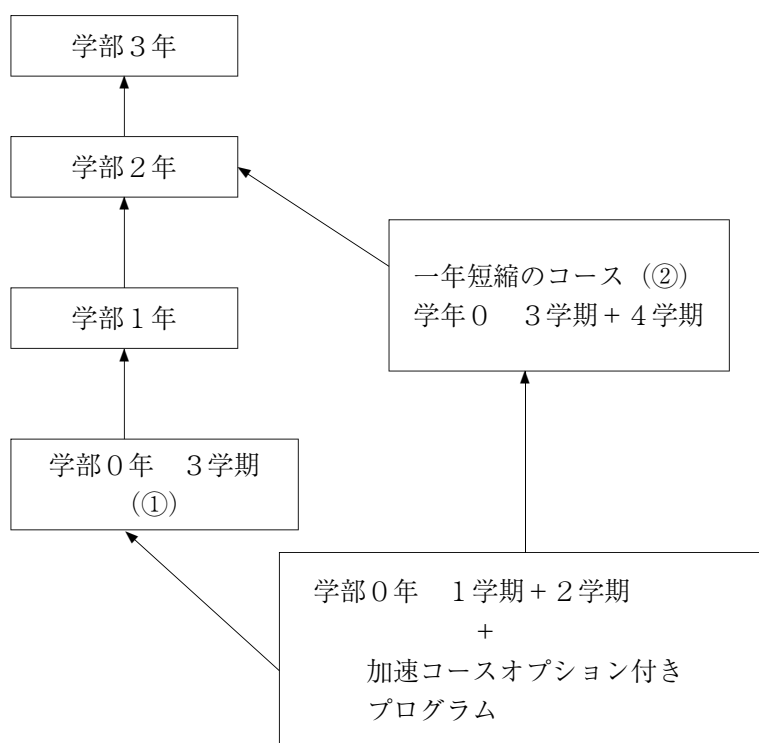 学部３年
学部２年
一年短縮のコース（②）
学年０　３学期＋４学期
学部１年
学部０年　３学期
（①）
学部０年　１学期＋２学期
＋
加速コースオプション付き
プログラム